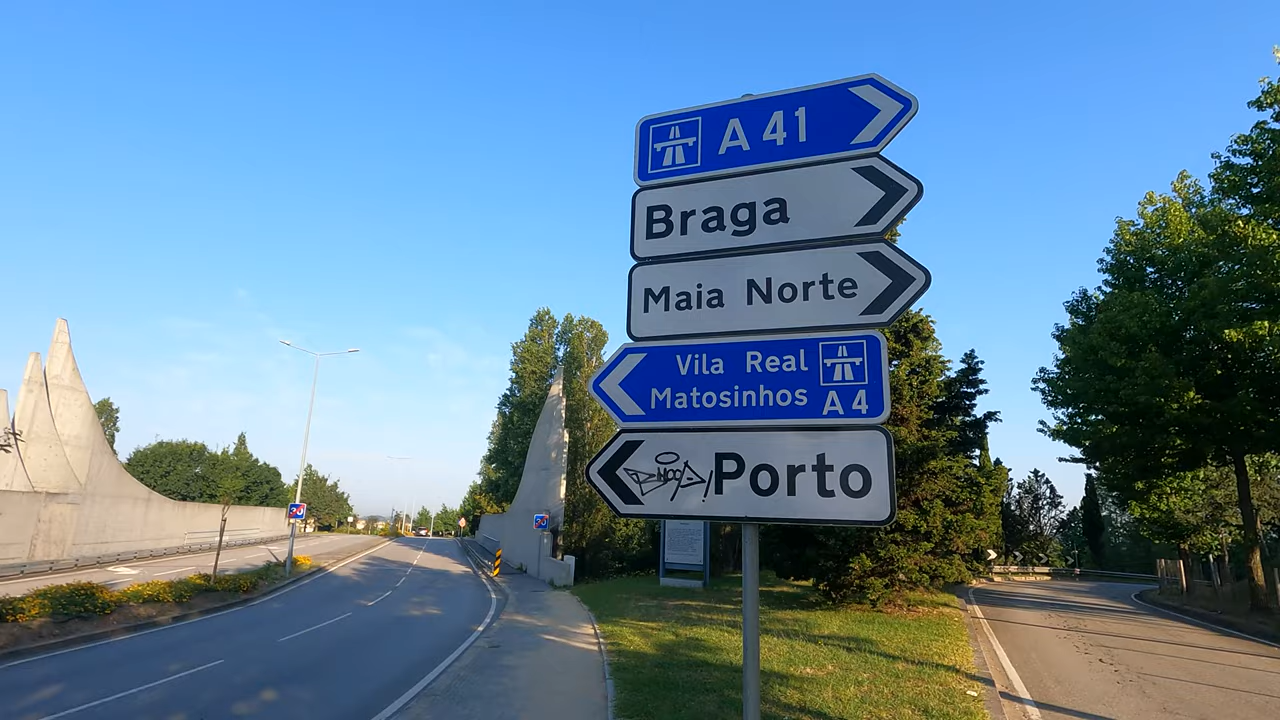 A 41
Braga
Maia Norte
Vila Real
Matosinhos
A 4
Porto